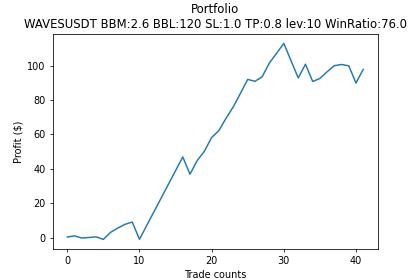 Portfolio
WAVESUSDT BBM:2.6 BBL:120 SL:1.0 TP:0.8 lev:10 WinRatio:76.0
100
80
60
40
20
0
Profit ($)
0 10 20 30 40
Trade counts